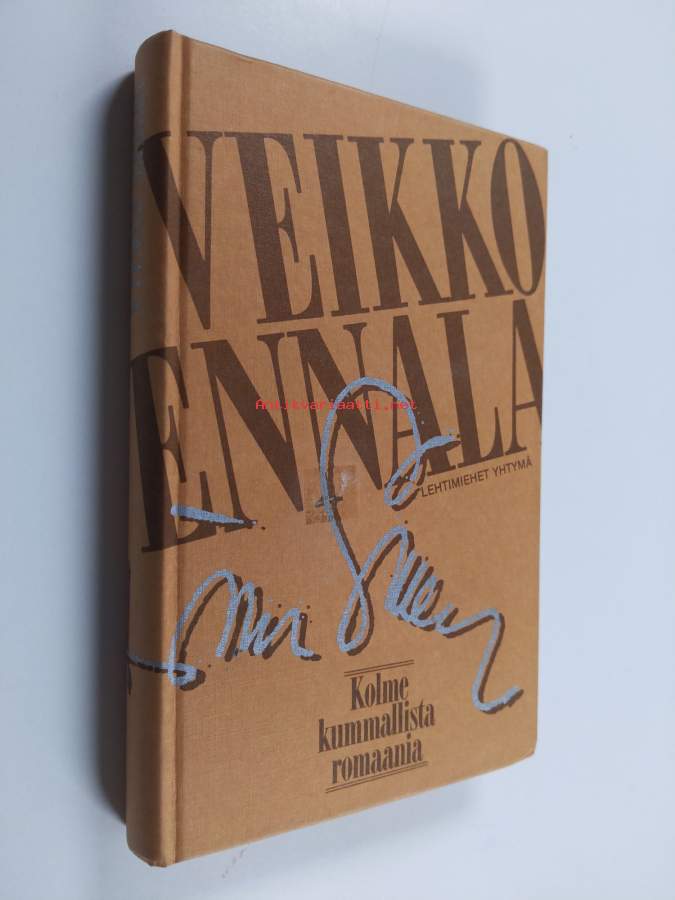 VEIKKO
ENNALA
Antikvariaatti.net
LEHTIMIEHET YHTYMÄ
Kolme
kummallista
romaania